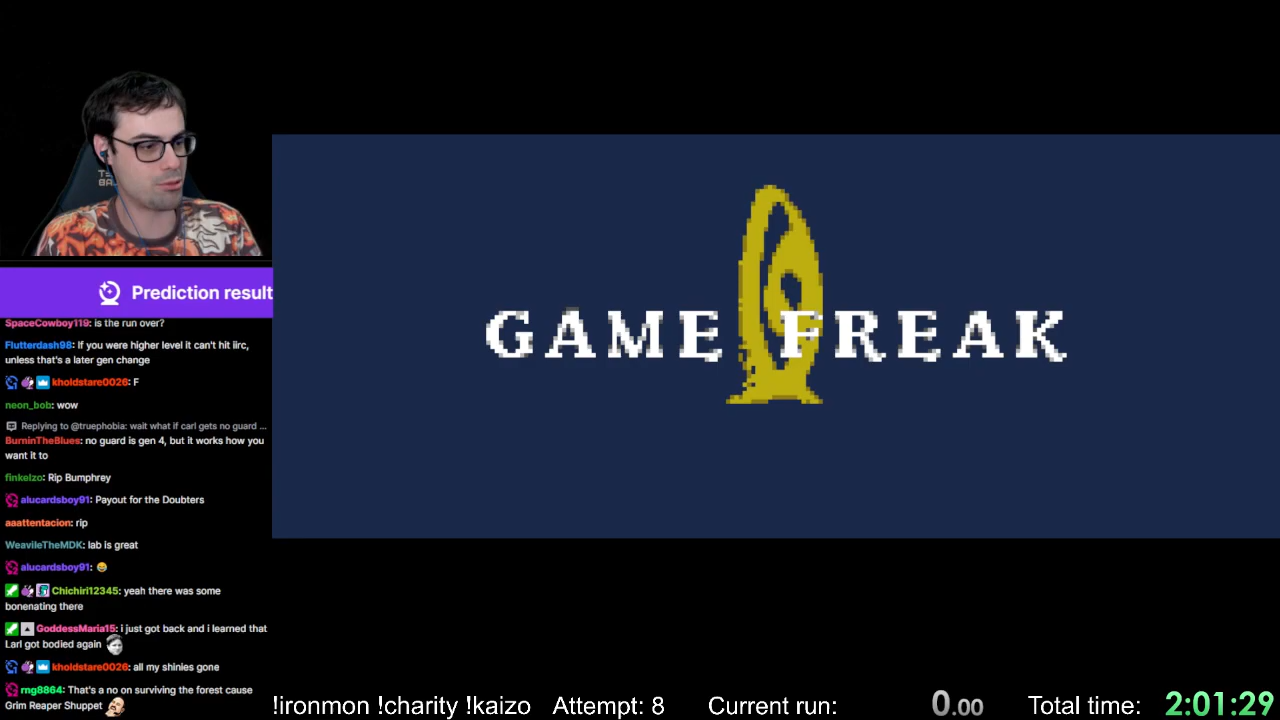 GAME FREAK
Prediction result
SpaceCowboy119: is the run over?
Flutterdash98: If you were higher level it can't hit iirc,
unless that's a later gen change
kholdstare0026: F
neon_bob: wow
Replying to @truephobia: wait what if carl gets no guard ...
BurninTheBlues: no guard is gen 4, but it works how you
want it to
finkelzo: Rip Bumphrey
alucardsboy91: Payout for the Doubters
aaattentacion: rip
WeavileTheMDK: lab is great
alucardsboy91: 😂
Chichiri12345: yeah there was some
bonenating there
GoddessMaria15: i just got back and i learned that
Larl got bodied again
kholdstare0026: all my shinies gone
rng8864: That's a no on surviving the forest cause
Grim Reaper Shuppet
!ironmon !charity !kaizo Attempt: 8 Current run: 0.00 Total time: 2:01:29